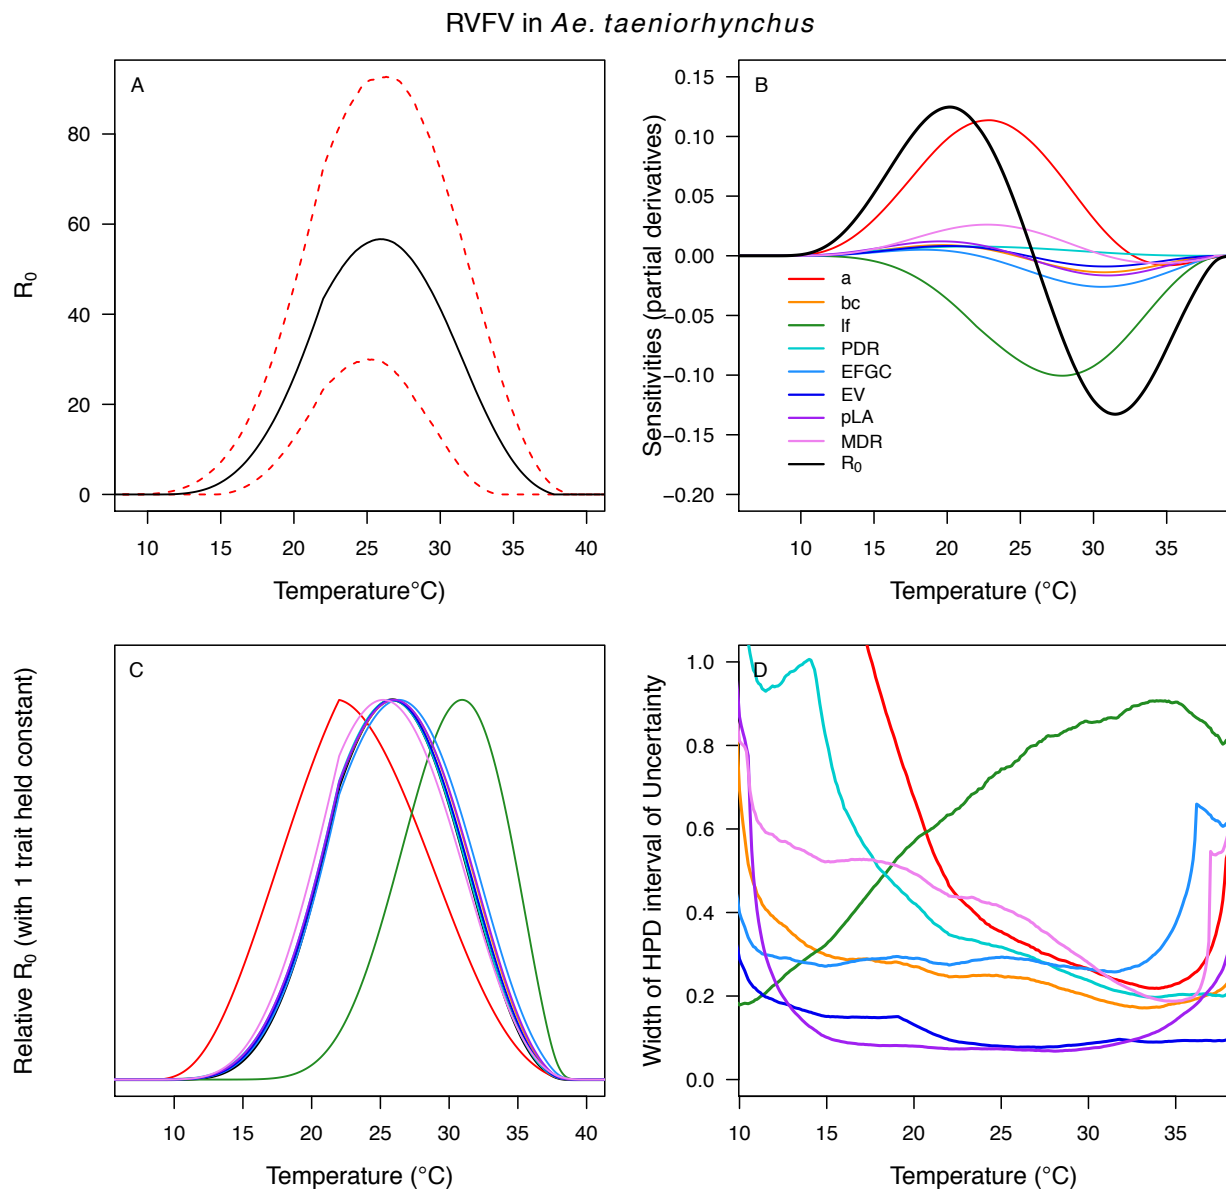 RVFV in Ae. taeniorhynchus
A
R0
80
60
40
20
0
10 15 20 25 30 35 40
Temperature°C)
B
Sensitivities (partial derivatives)
0.15
0.10
0.05
0.00
−0.05
−0.10
−0.15
−0.20
a
bc
lf
PDR
EFGC
EV
pLA
MDR
R0
10 15 20 25 30 35
Temperature (°C)
C
Relative R0 (with 1 trait held constant)
10 15 20 25 30 35 40
Temperature (°C)
D
Width of HPD interval of Uncertainty
1.0
0.8
0.6
0.4
0.2
0.0
10 15 20 25 30 35
Temperature (°C)